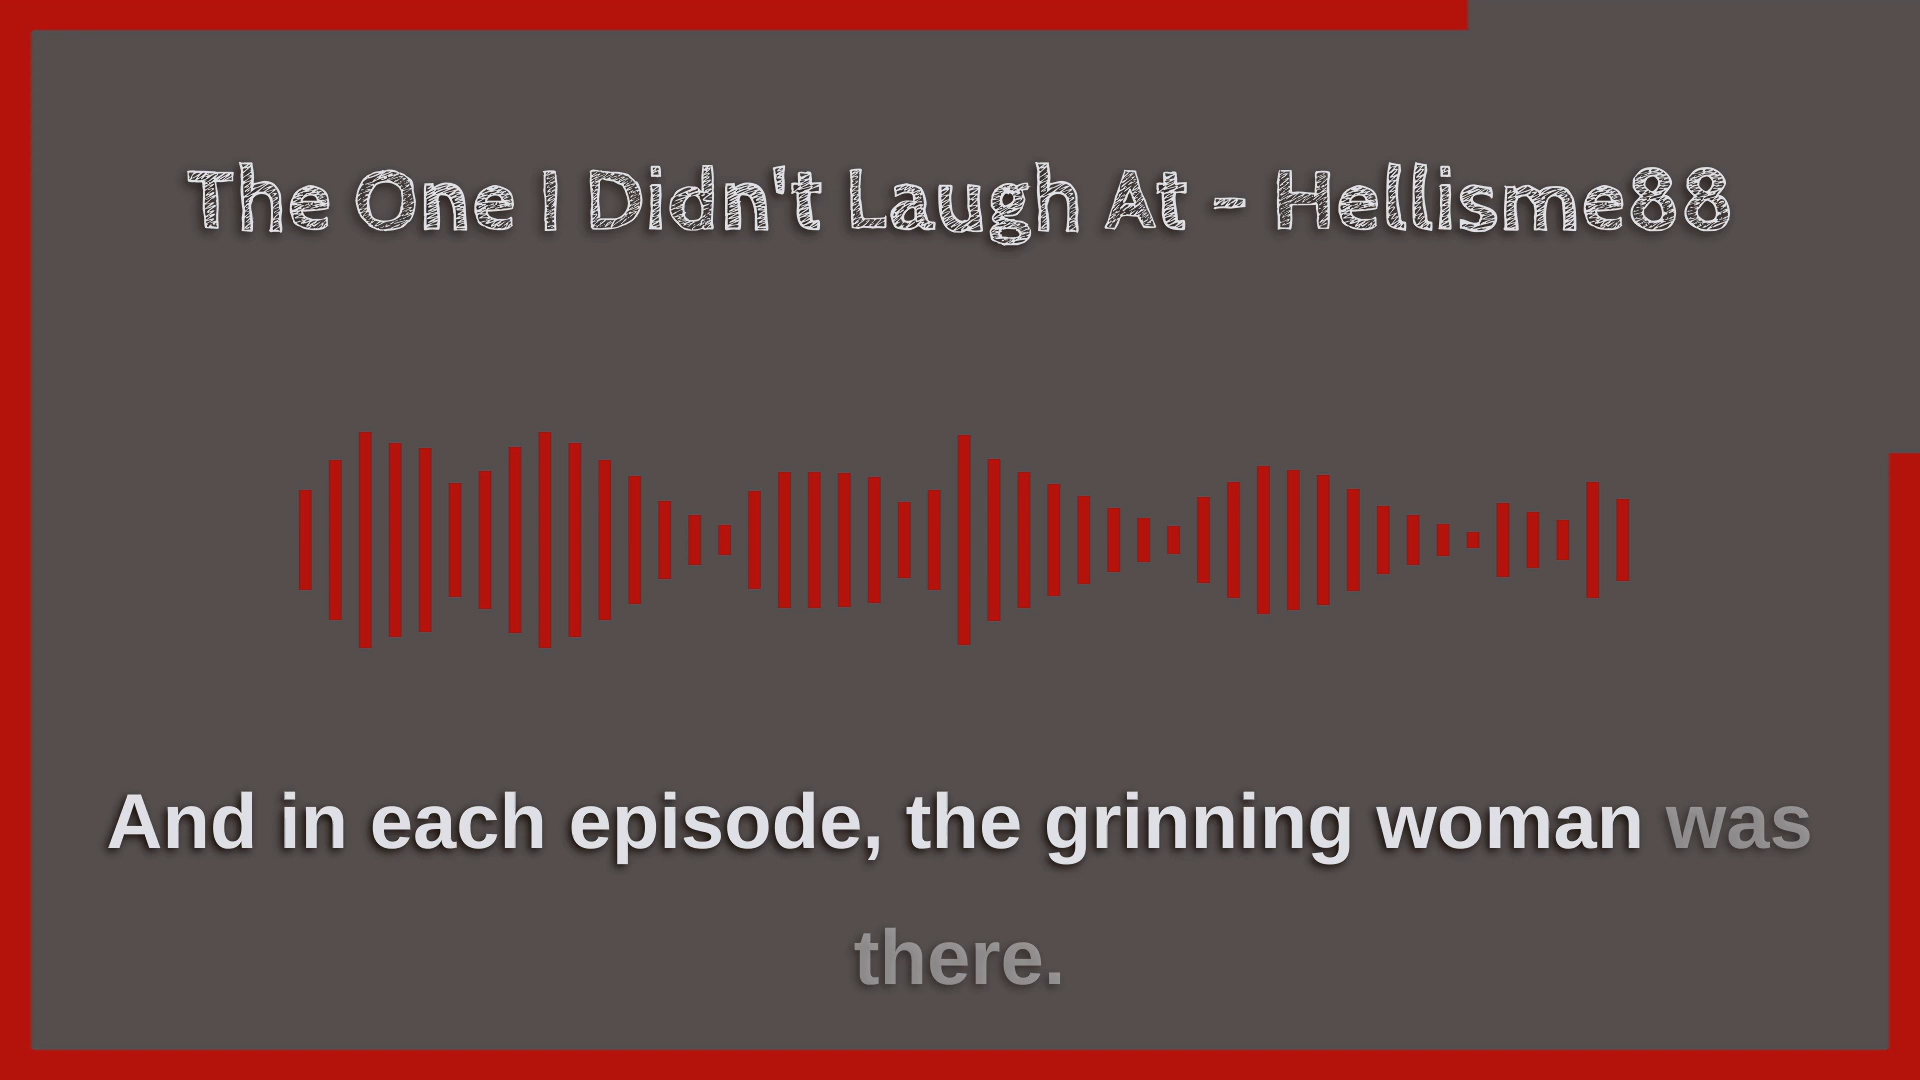 The One I Didn't Laugh At - Hellisme88
And in each episode, the grinning woman was
there.